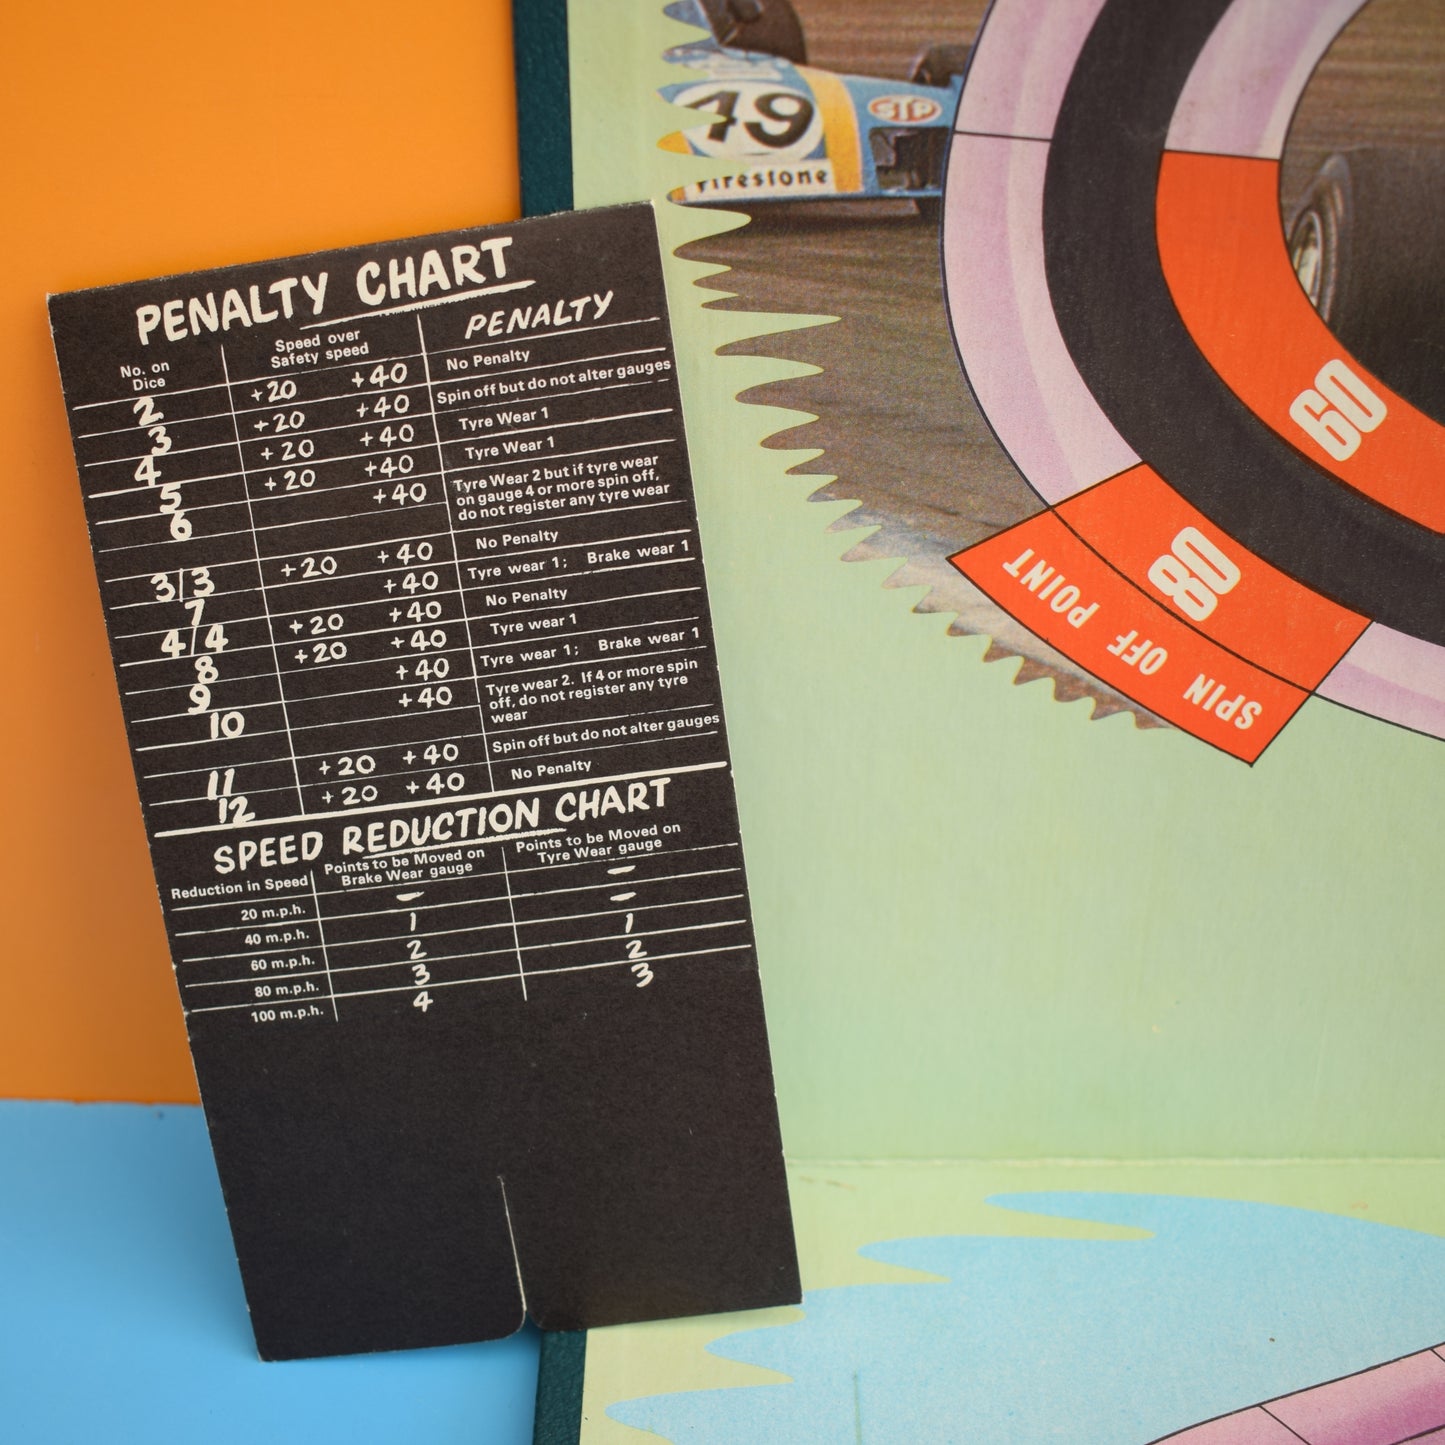 49
STP
Firestone
60
80
SPIN OFF POINT
PENALTY CHART
No. on Dice
Speed over Safety speed
PENALTY
2 +20 +40 No Penalty
3 +20 +40 Spin off but do not alter gauges
4 +20 +40 Tyre Wear 1
5 +20 +40 Tyre Wear 1
6 +40 Tyre Wear 2 but if tyre wear
on gauge 4 or more spin off,
do not register any tyre wear
3/3 +20 +40 No Penalty
7 +40 Tyre wear 1; Brake wear 1
4/4 +20 +40 No Penalty
8 +20 +40 Tyre wear 1
9 +40 Tyre wear 1; Brake wear 1
10 +40 Tyre wear 2. If 4 or more spin
off, do not register any tyre
wear
11 +20 +40 Spin off but do not alter gauges
12 +20 +40 No Penalty
SPEED REDUCTION CHART
Reduction in Speed
Points to be Moved on
Brake Wear gauge
Points to be Moved on
Tyre Wear gauge
20 m.p.h. – –
40 m.p.h. 1 –
60 m.p.h. 2 1
80 m.p.h. 3 2
100 m.p.h. 4 3